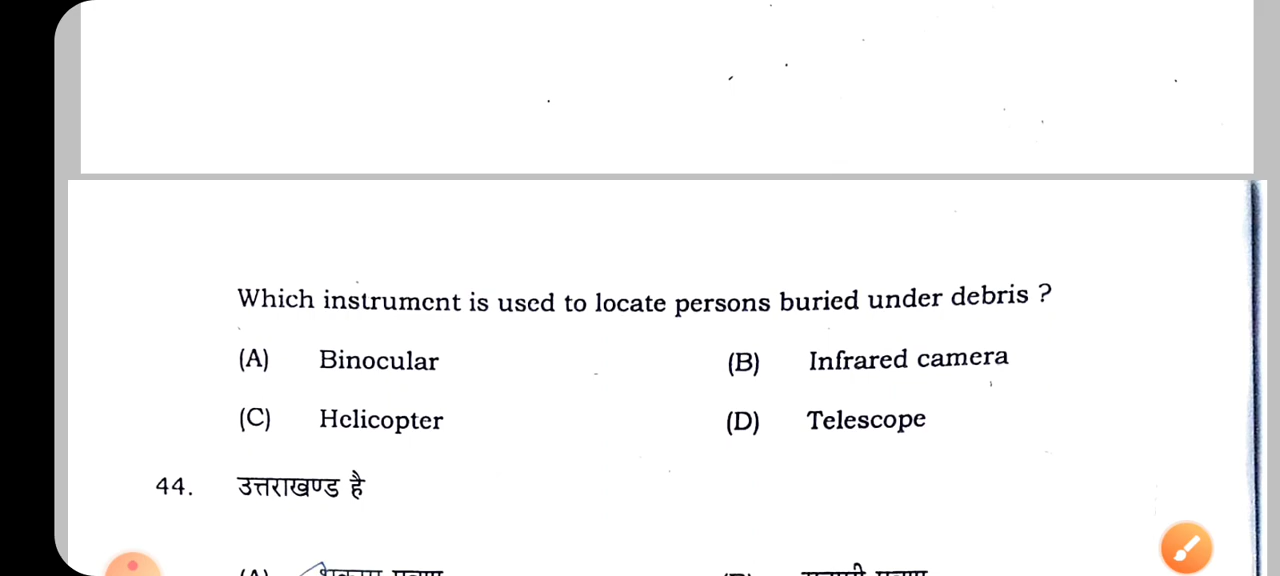 Which instrument is used to locate persons buried under debris ?
(A) Binocular (B) Infrared camera
(C) Helicopter (D) Telescope
44. उत्तराखण्ड है
(A)